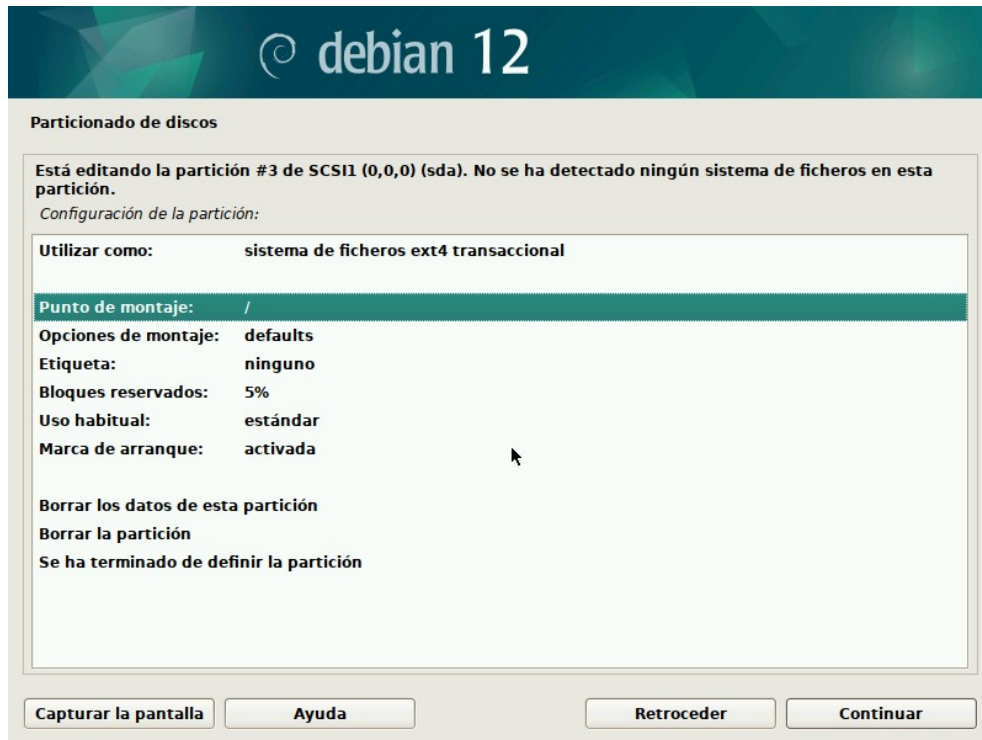 debian 12
Particionado de discos
Está editando la partición #3 de SCSI1 (0,0,0) (sda). No se ha detectado ningún sistema de ficheros en esta
partición.
Configuración de la partición:
Utilizar como: sistema de ficheros ext4 transaccional
Punto de montaje: /
Opciones de montaje: defaults
Etiqueta: ninguno
Bloques reservados: 5%
Uso habitual: estándar
Marca de arranque: activada
Borrar los datos de esta partición
Borrar la partición
Se ha terminado de definir la partición
Capturar la pantalla Ayuda Retroceder Continuar